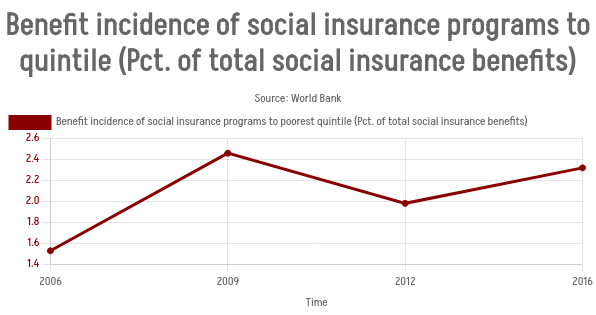 Benefit incidence of social insurance programs to
quintile (Pct. of total social insurance benefits)
Source: World Bank
Benefit incidence of social insurance programs to poorest quintile (Pct. of total social insurance benefits)
2.6
2.4
2.2
2.0
1.8
1.6
1.4
2006 2009 2012 2016
Time